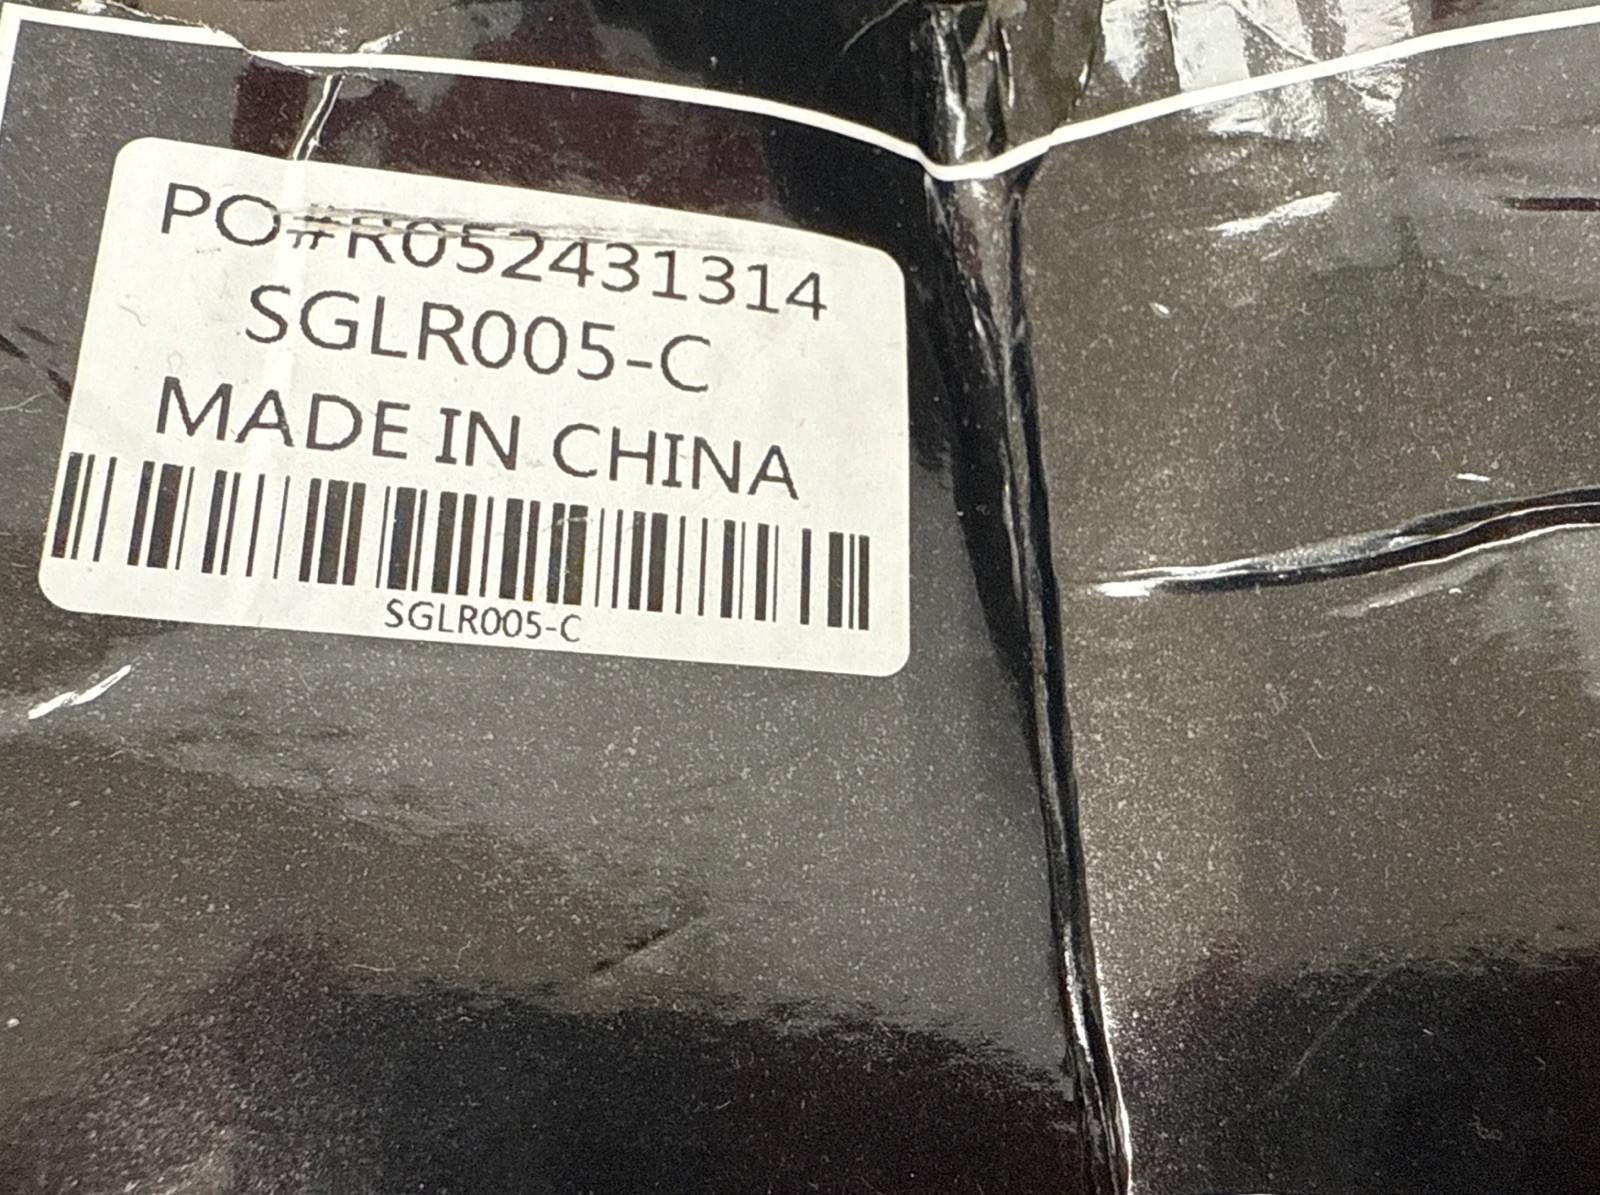 PO#R052431314
SGLR005-C
MADE IN CHINA
SGLR005-C